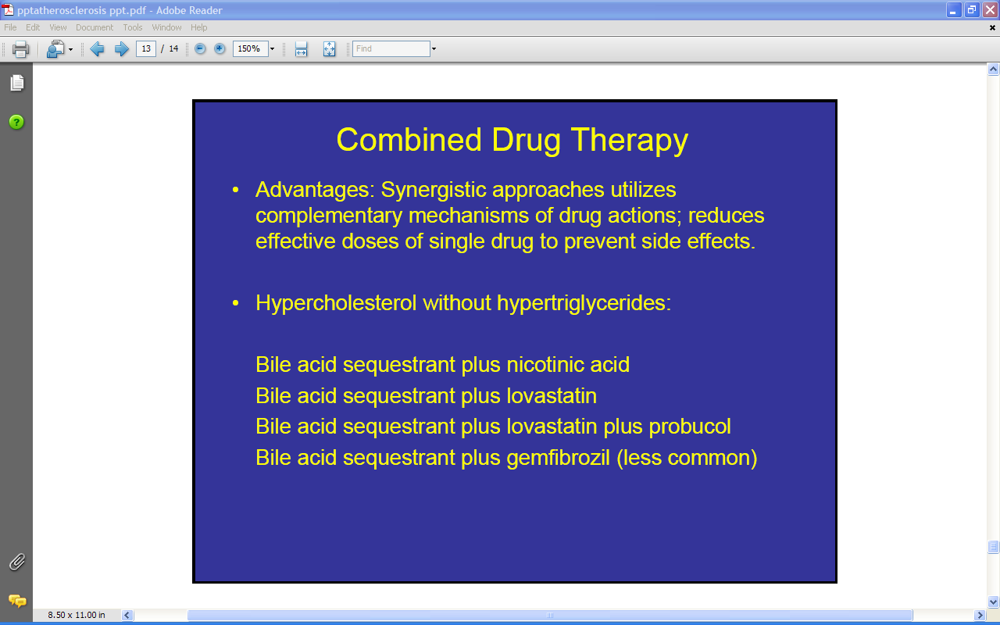 pptatherosclerosis ppt.pdf - Adobe Reader
File Edit View Document Tools Window Help
13 / 14 150% Find
Combined Drug Therapy
• Advantages: Synergistic approaches utilizes
complementary mechanisms of drug actions; reduces
effective doses of single drug to prevent side effects.
• Hypercholesterol without hypertriglycerides:
Bile acid sequestrant plus nicotinic acid
Bile acid sequestrant plus lovastatin
Bile acid sequestrant plus lovastatin plus probucol
Bile acid sequestrant plus gemfibrozil (less common)
8.50 x 11.00 in